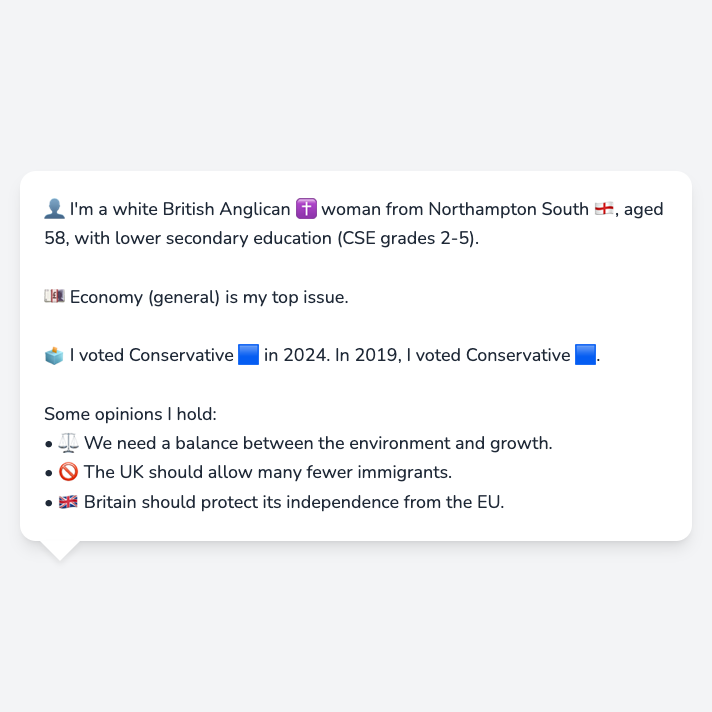 👤 I'm a white British Anglican ✝️ woman from Northampton South 🏴󠁧󠁢󠁥󠁮󠁧󠁿, aged
58, with lower secondary education (CSE grades 2-5).
💷 Economy (general) is my top issue.
🗳️ I voted Conservative 🟦 in 2024. In 2019, I voted Conservative 🟦.
Some opinions I hold:
• ⚖️ We need a balance between the environment and growth.
• 🚫 The UK should allow many fewer immigrants.
• 🇬🇧 Britain should protect its independence from the EU.